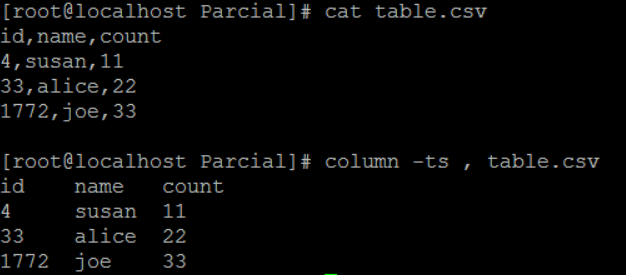 [root@localhost Parcial]# cat table.csv
id,name,count
4,susan,11
33,alice,22
1772,joe,33
[root@localhost Parcial]# column -ts , table.csv
id    name   count
4     susan  11
33    alice  22
1772  joe    33